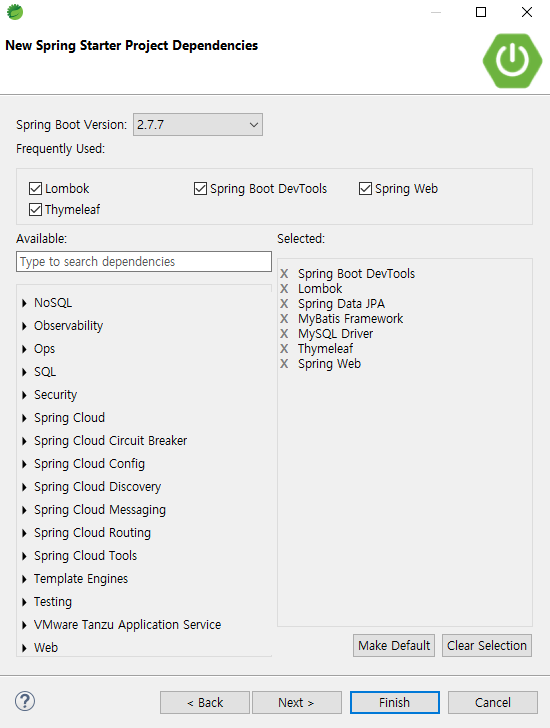 New Spring Starter Project Dependencies
Spring Boot Version: 2.7.7
Frequently Used:
Lombok Spring Boot DevTools Spring Web
Thymeleaf
Available: Selected:
Type to search dependencies
NoSQL
Observability
Ops
SQL
Security
Spring Cloud
Spring Cloud Circuit Breaker
Spring Cloud Config
Spring Cloud Discovery
Spring Cloud Messaging
Spring Cloud Routing
Spring Cloud Tools
Template Engines
Testing
VMware Tanzu Application Service
Web
X Spring Boot DevTools
X Lombok
X Spring Data JPA
X MyBatis Framework
X MySQL Driver
X Thymeleaf
X Spring Web
Make Default Clear Selection
? < Back Next > Finish Cancel